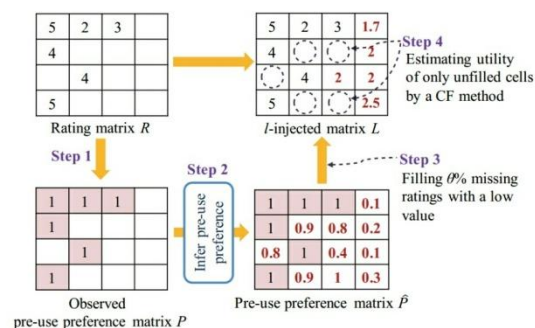 5 2 3
4
4
5
Rating matrix R
5 2 3 1.7
4 2
4 2 2
5 2.5
l-injected matrix L
Step 4
Estimating utility
of only unfilled cells
by a CF method
Step 1
Step 2
Infer pre-use
preference
Step 3
Filling θ% missing
ratings with a low
value
1 1 1
1
1
1
Observed
pre-use preference matrix P
1 1 1 0.1
1 0.9 0.8 0.2
0.8 1 0.4 0.1
1 0.9 1 0.3
Pre-use preference matrix P̂